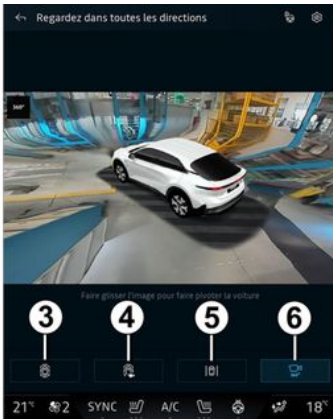 Regardez dans toutes les directions
360°
Faire glisser l'image pour faire pivoter la voiture
3 4 5 6
21° 2 SYNC A/C 18°